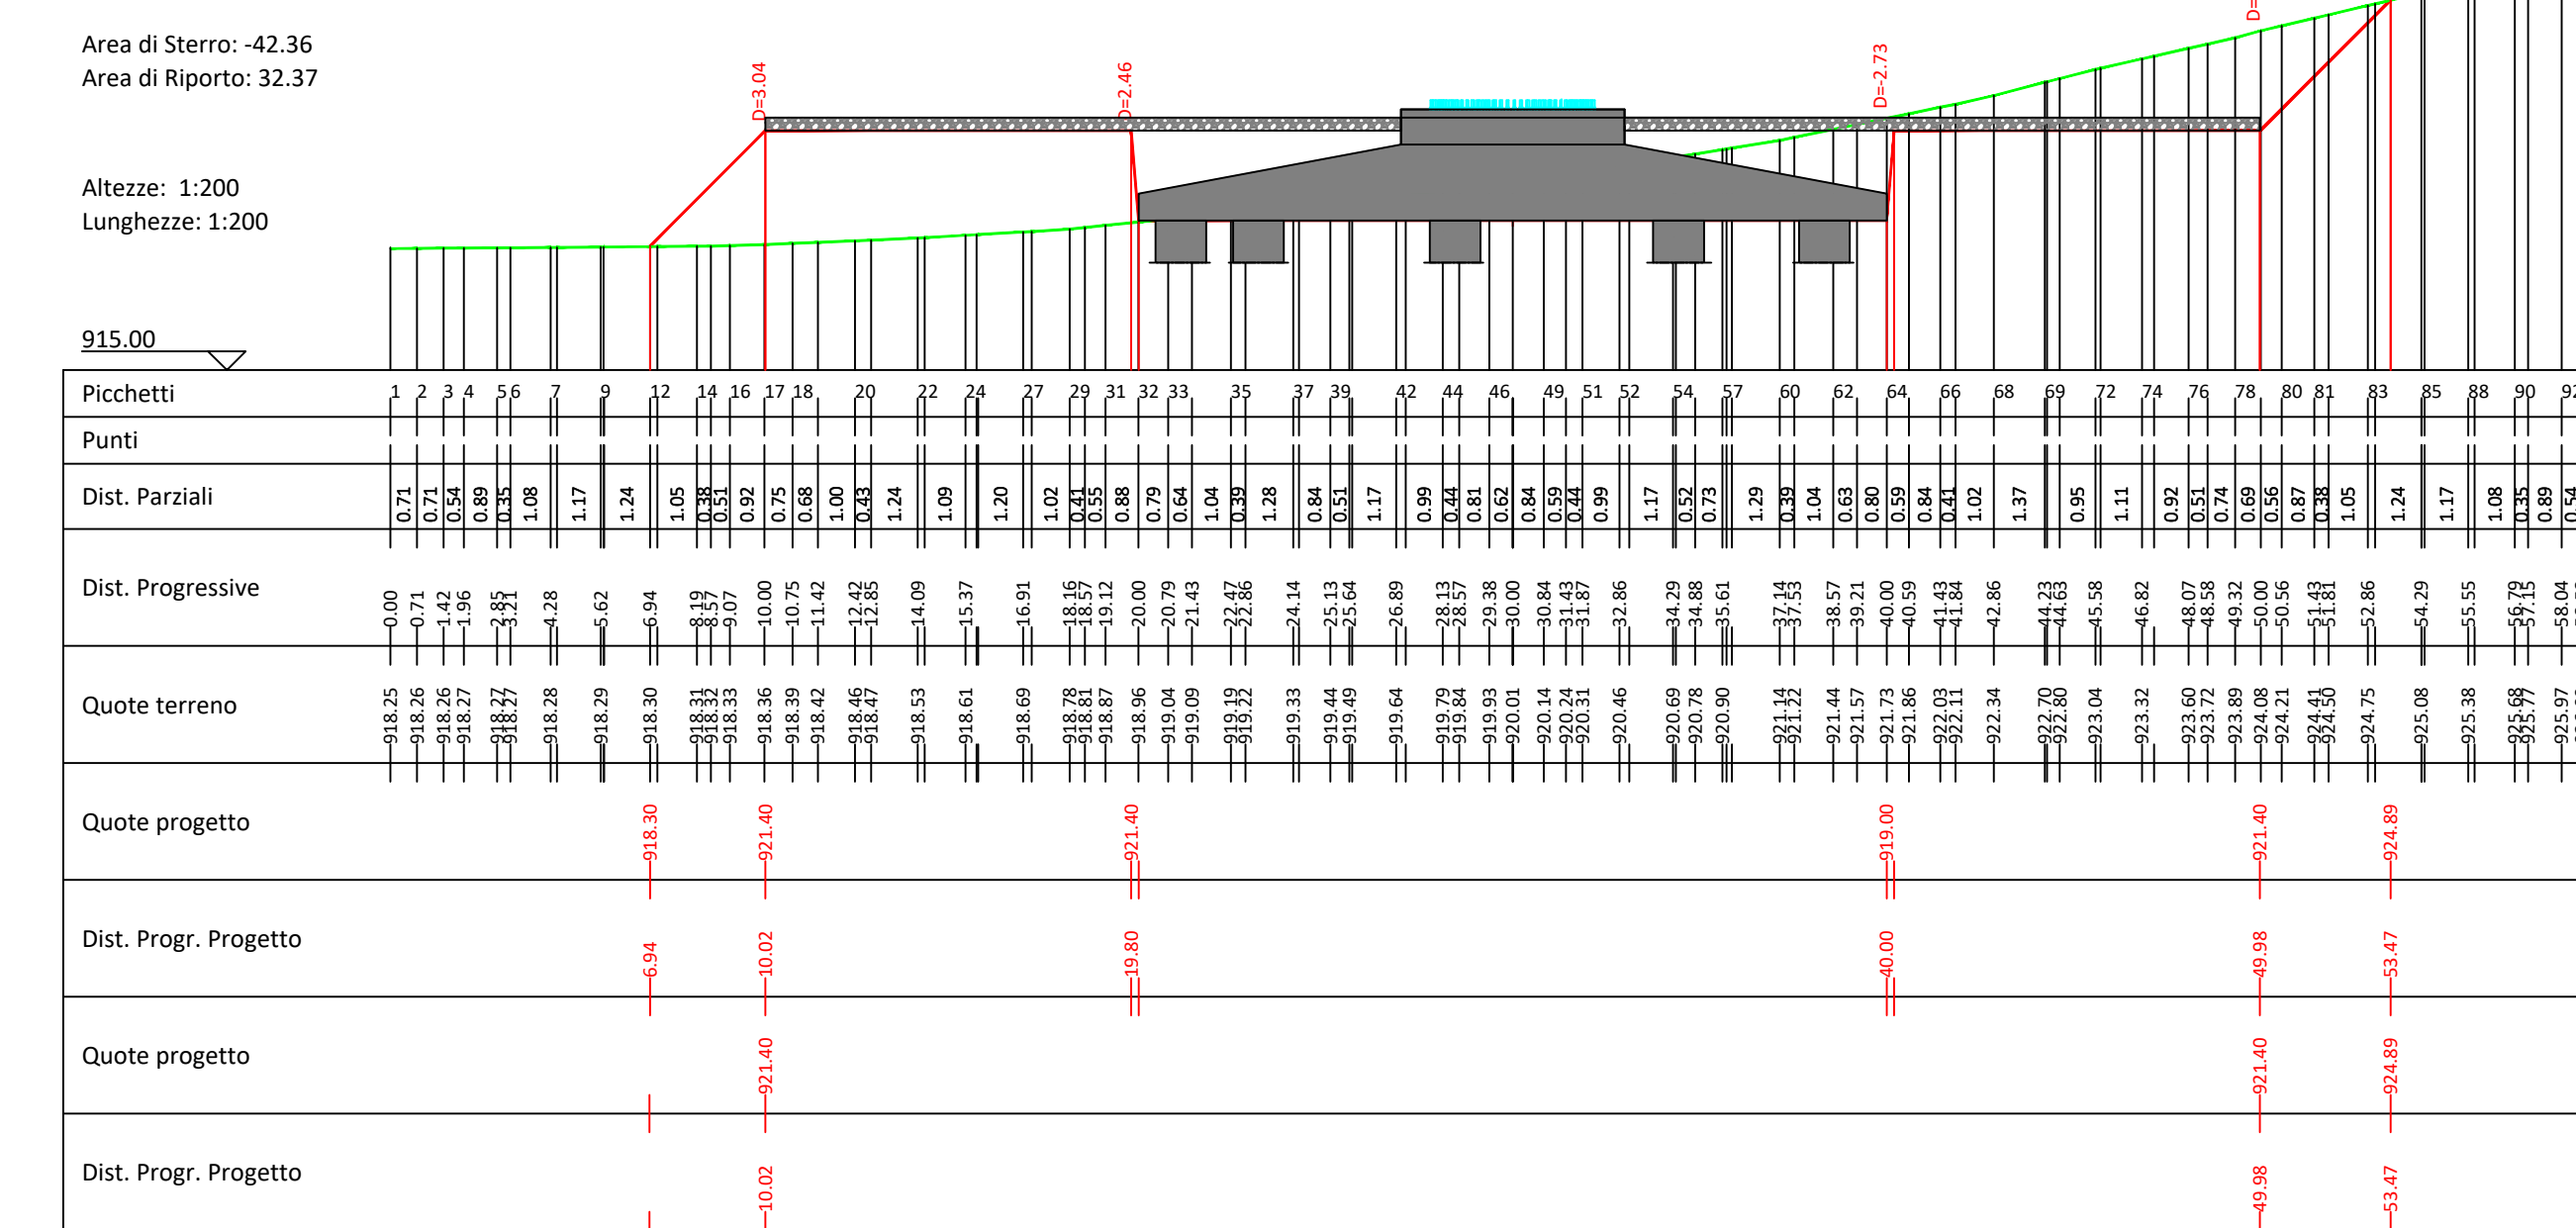 Area di Sterro: -42.36
Area di Riporto: 32.37
D=3.04
D=2.46
D=-2.73
D=
Altezze: 1:200
Lunghezze: 1:200
915.00
Picchetti 1 2 3 4 5 6 7 9 12 14 16 17 18 20 22 24 27 29 31 32 33 35 37 39 42 44 46 49 51 52 54 57 60 62 64 66 68 69 72 74 76 78 80 81 83 85 88 90 92
Punti
Dist. Parziali 0.71 0.71 0.54 0.89 0.35 1.08 1.17 1.24 1.05 0.38 0.51 0.92 0.75 0.68 1.00 0.43 1.24 1.09 1.20 1.02 0.41 0.55 0.88 0.79 0.64 1.04 0.39 1.28 0.84 0.51 1.17 0.99 0.44 0.81 0.62 0.84 0.59 0.44 0.99 1.17 0.52 0.73 1.29 0.39 1.04 0.63 0.80 0.59 0.84 0.41 1.02 1.37 0.95 1.11 0.92 0.51 0.74 0.69 0.56 0.87 0.38 1.05 1.24 1.17 1.08 0.35 0.89 0.54
Dist. Progressive 0.00 0.71 1.42 1.96 2.85 3.21 4.28 5.62 6.94 8.19 8.57 9.07 10.00 10.75 11.42 12.42 12.85 14.09 15.37 16.91 18.16 18.57 19.12 20.00 20.79 21.43 22.47 22.86 24.14 25.13 25.64 26.89 28.13 28.57 29.38 30.00 30.84 31.43 31.87 32.86 34.29 34.88 35.61 37.14 37.53 38.57 39.21 40.00 40.59 41.43 41.84 42.86 44.23 44.63 45.58 46.82 48.07 48.58 49.32 50.00 50.56 51.43 51.81 52.86 54.29 55.55 56.79 57.15 58.04
Quote terreno 918.25 918.26 918.26 918.27 918.27 918.27 918.28 918.29 918.30 918.31 918.32 918.33 918.36 918.39 918.42 918.46 918.47 918.53 918.61 918.69 918.78 918.81 918.87 918.96 919.04 919.09 919.19 919.22 919.33 919.44 919.49 919.64 919.79 919.84 919.93 920.01 920.14 920.24 920.31 920.46 920.69 920.78 920.90 921.14 921.22 921.44 921.57 921.73 921.86 922.03 922.11 922.34 922.70 922.80 923.04 923.32 923.60 923.72 923.89 924.08 924.21 924.41 924.50 924.75 925.08 925.38 925.68 925.77 925.97
Quote progetto 918.30 921.40 921.40 919.00 921.40 924.89
Dist. Progr. Progetto 6.94 10.02 19.80 40.00 49.98 53.47
Quote progetto 921.40 921.40 924.89
Dist. Progr. Progetto 10.02 49.98 53.47